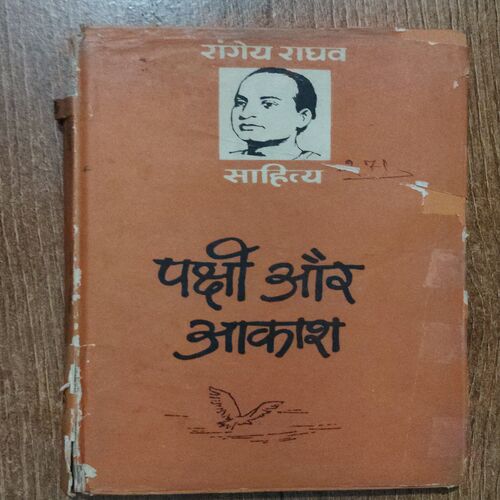 रांगेय राघव
साहित्य
पक्षी और
आकाश